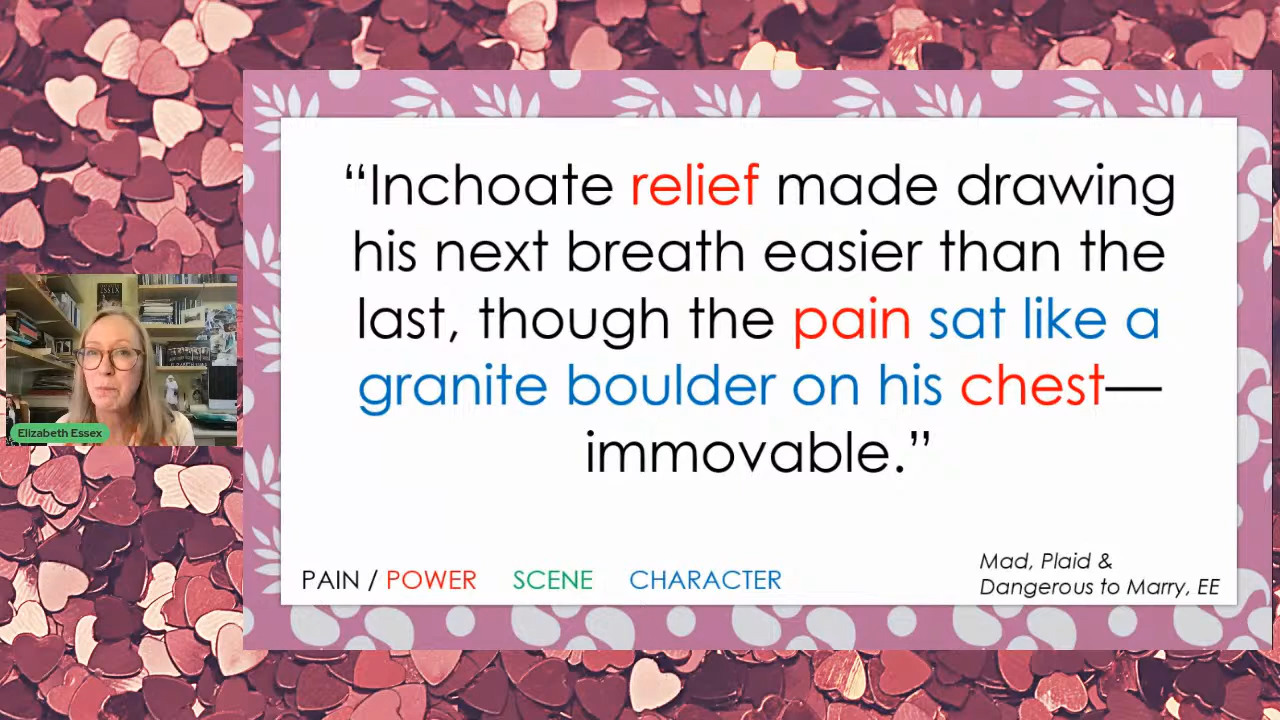 “Inchoate relief made drawing
his next breath easier than the
last, though the pain sat like a
granite boulder on his chest—
immovable.”
PAIN / POWER SCENE CHARACTER
Mad, Plaid &
Dangerous to Marry, EE
Elizabeth Essex